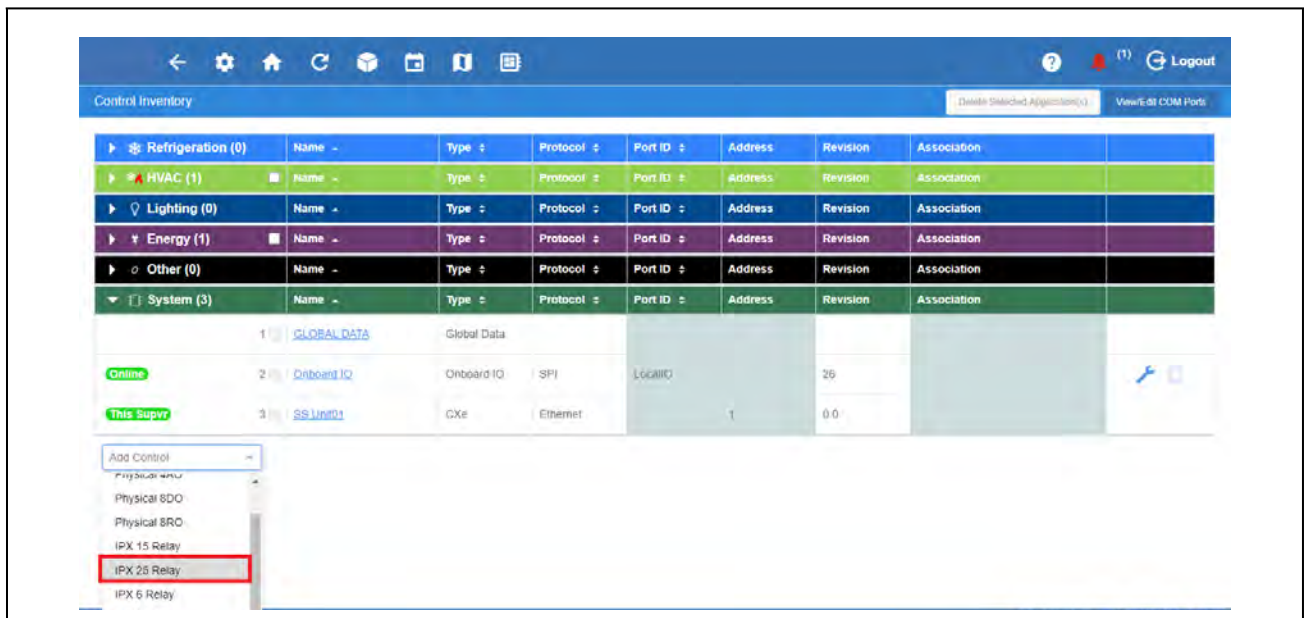 (1) Logout
Control Inventory Delete Selected Application(s) View/Edit COM Ports
Refrigeration (0) Name Type Protocol Port ID Address Revision Association
HVAC (1) Name Type Protocol Port ID Address Revision Association
Lighting (0) Name Type Protocol Port ID Address Revision Association
Energy (1) Name Type Protocol Port ID Address Revision Association
Other (0) Name Type Protocol Port ID Address Revision Association
System (3) Name Type Protocol Port ID Address Revision Association
1 GLOBAL DATA Global Data
Online 2 Onboard IO Onboard IO SPI LocalIO 26
This Supvr 3 SS Unit01 GXe Ethernet 1 0.0
Add Control
Physical 4AO
Physical 8DO
Physical 8RO
IPX 15 Relay
IPX 25 Relay
IPX 6 Relay